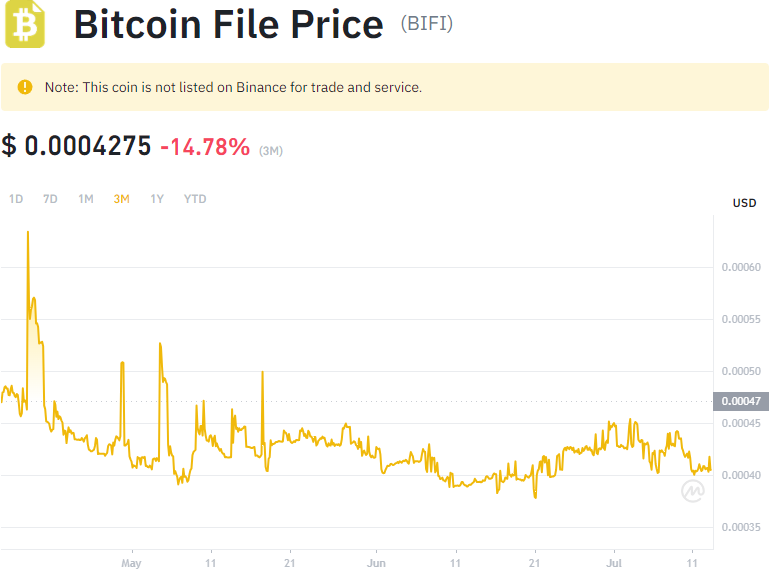 Bitcoin File Price (BIFI)
Note: This coin is not listed on Binance for trade and service.
$ 0.0004275 -14.78% (3M)
1D 7D 1M 3M 1Y YTD
USD
0.00060
0.00055
0.00050
0.00047
0.00045
0.00040
0.00035
May 11 21 Jun 11 21 Jul 11